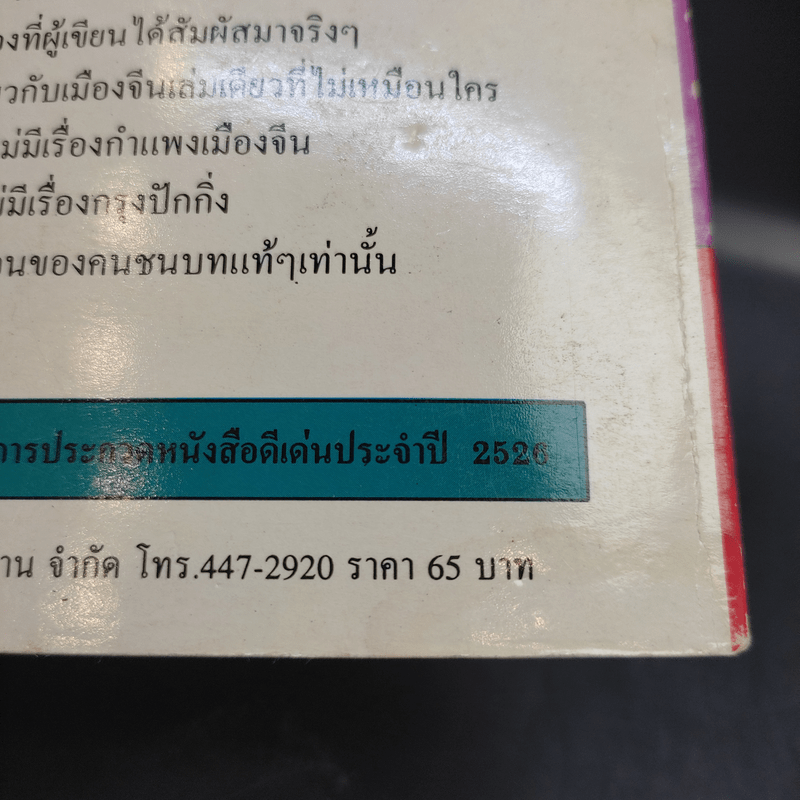 งที่ผู้เขียนได้สัมผัสมาจริงๆ
วกับเมืองจีนเล่มเดียวที่ไม่เหมือนใคร
ม่มีเรื่องกำแพงเมืองจีน
มีเรื่องกรุงปักกิ่ง
นของคนชนบทแท้ๆเท่านั้น
การประกวดหนังสือดีเด่นประจำปี 2526
าน จำกัด โทร.447-2920 ราคา 65 บาท